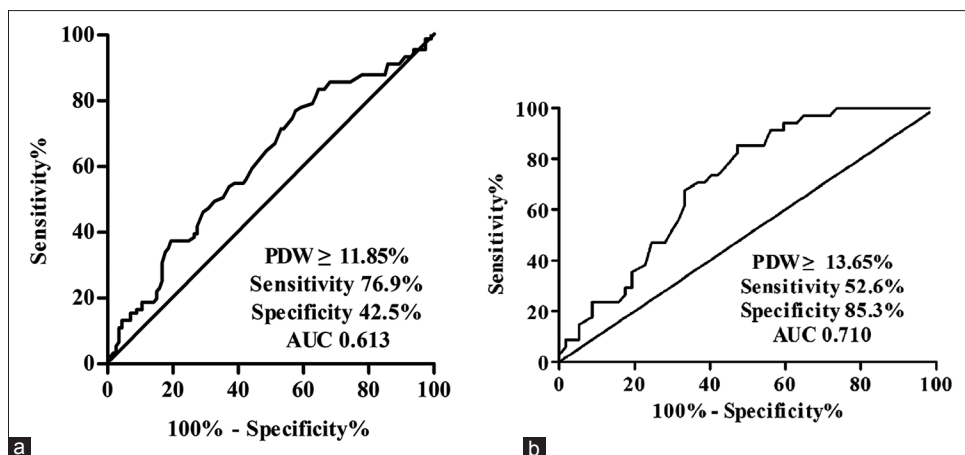 100
80
60
40
20
0
Sensitivity%
PDW ≥ 11.85%
Sensitivity 76.9%
Specificity 42.5%
AUC 0.613
0 20 40 60 80 100
100% - Specificity%
a
100
80
60
40
20
0
Sensitivity%
PDW ≥ 13.65%
Sensitivity 52.6%
Specificity 85.3%
AUC 0.710
0 20 40 60 80 100
100% - Specificity%
b